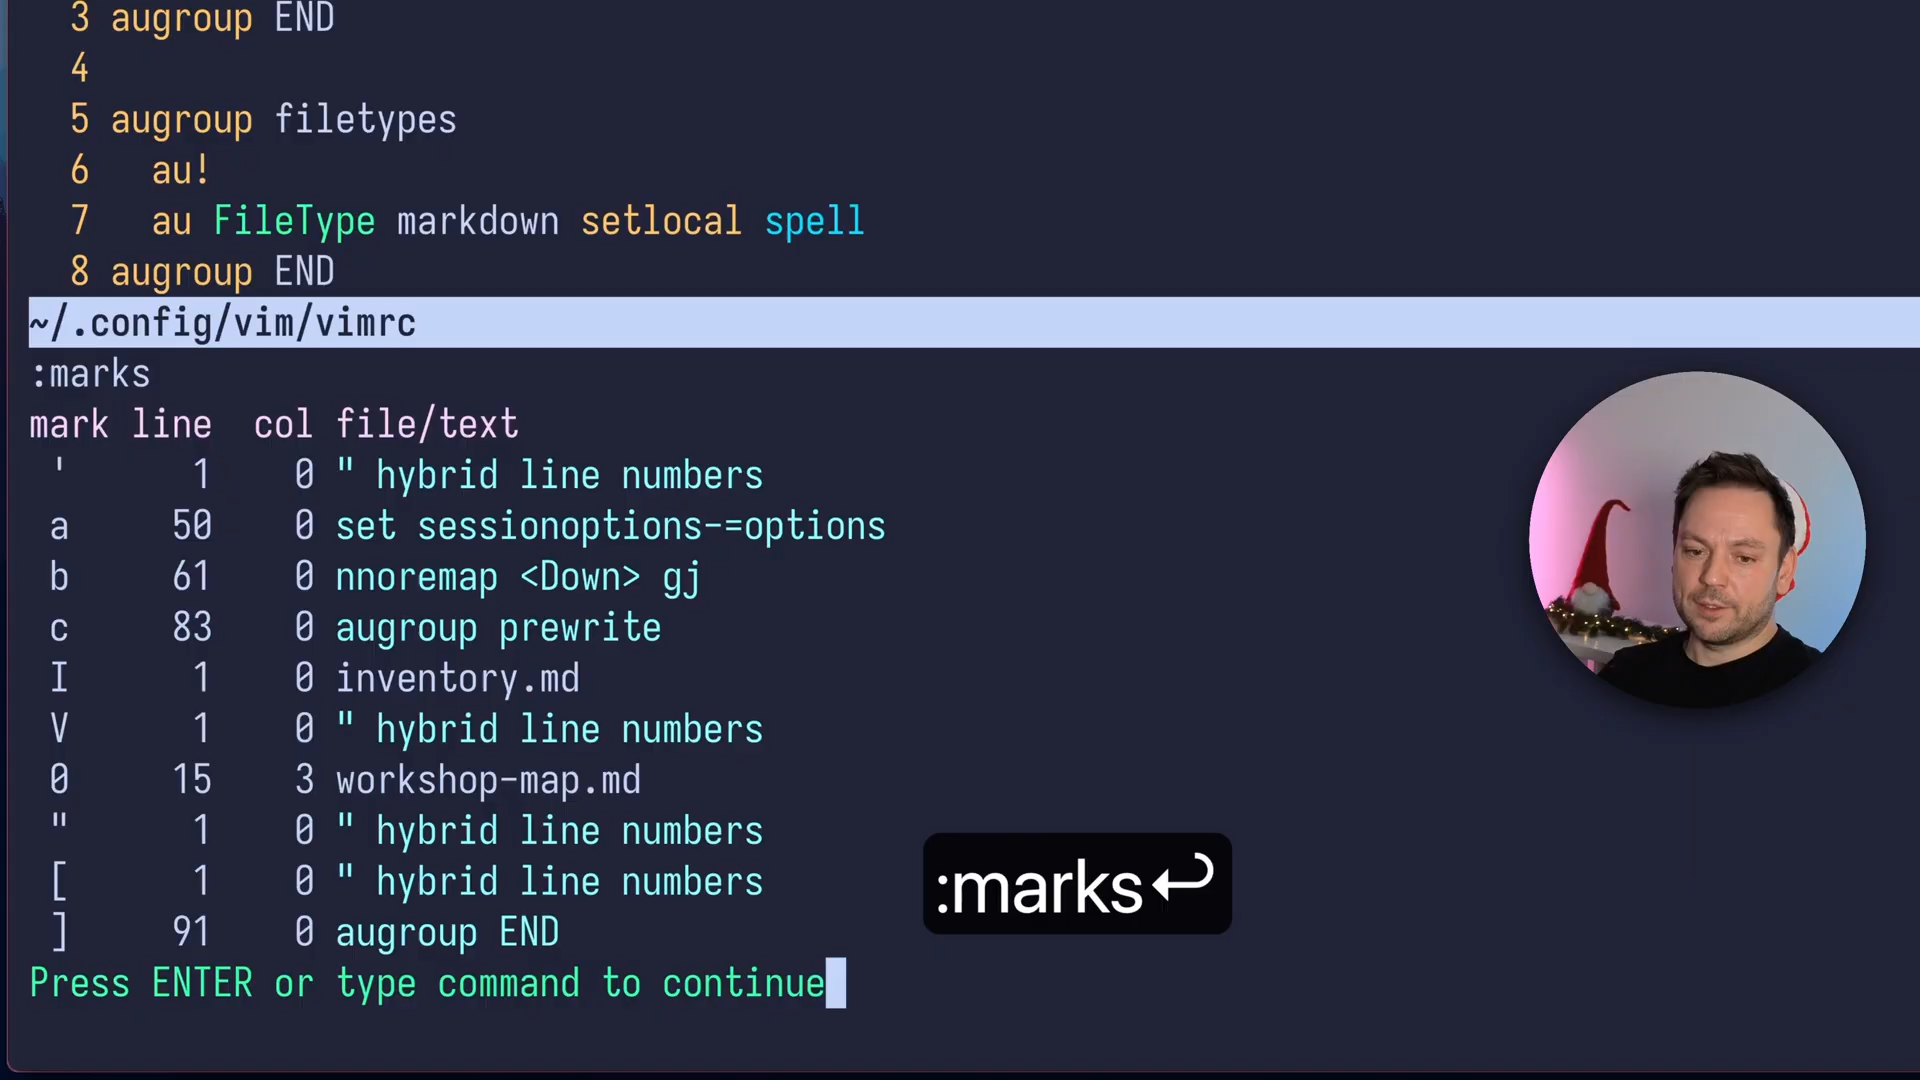 3 augroup END
4
5 augroup filetypes
6   au!
7   au FileType markdown setlocal spell
8 augroup END
~/.config/vim/vimrc
:marks
mark line  col file/text
'      1    0 " hybrid line numbers
a     50    0 set sessionoptions-=options
b     61    0 nnoremap <Down> gj
c     83    0 augroup prewrite
I      1    0 inventory.md
V      1    0 " hybrid line numbers
0     15    3 workshop-map.md
"      1    0 " hybrid line numbers
[      1    0 " hybrid line numbers
]     91    0 augroup END
:marks↩
Press ENTER or type command to continue